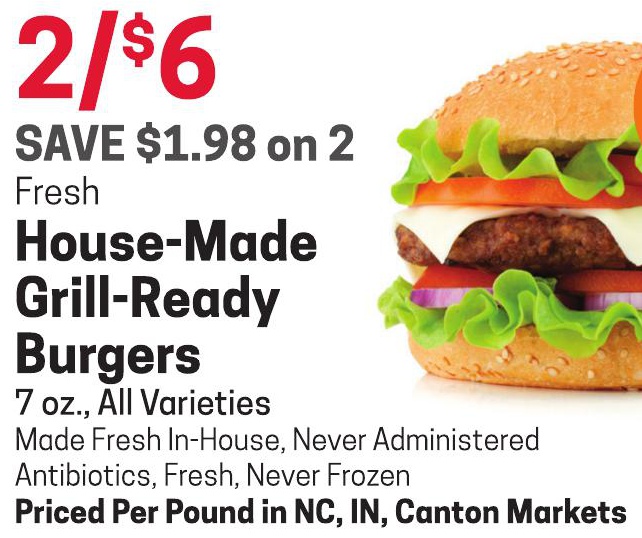 2/$6
SAVE $1.98 on 2
Fresh
House-Made
Grill-Ready
Burgers
7 oz., All Varieties
Made Fresh In-House, Never Administered
Antibiotics, Fresh, Never Frozen
Priced Per Pound in NC, IN, Canton Markets